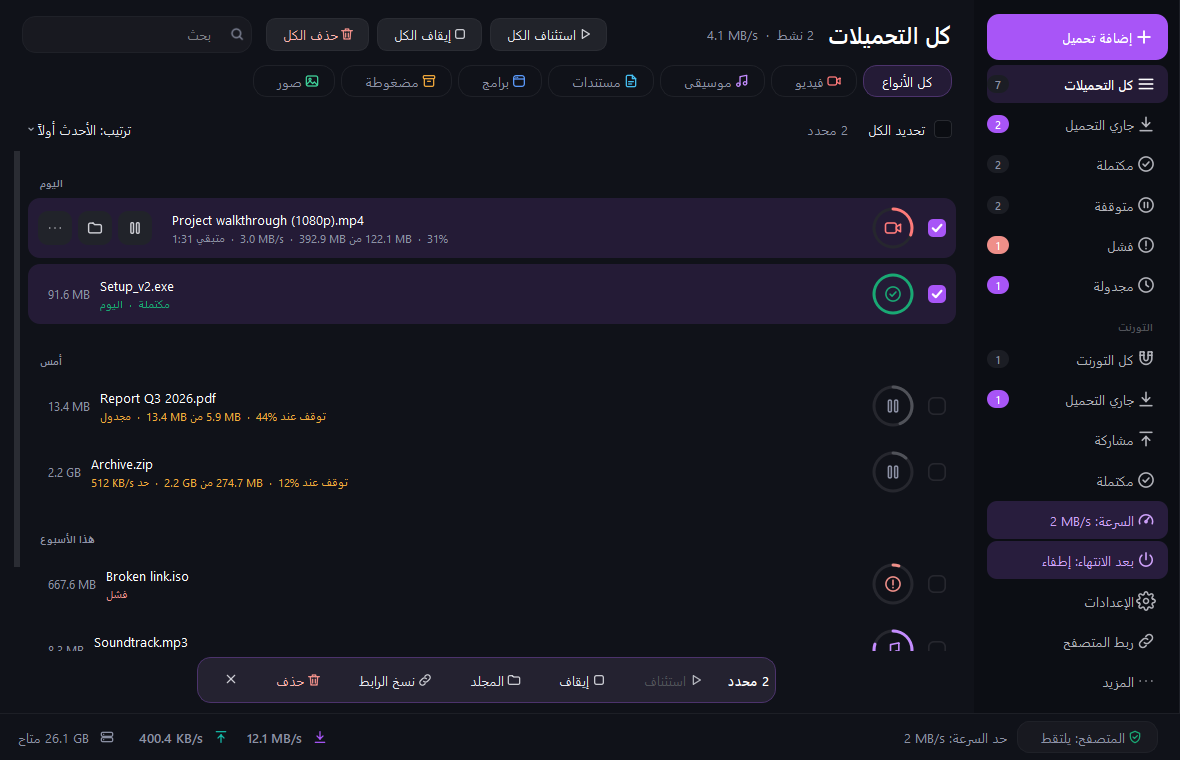 إضافة تحميل
كل التحميلات 7
جاري التحميل 2
مكتملة 2
متوقفة 2
فشل 1
مجدولة 1
التورنت
كل التورنت 1
جاري التحميل 1
مشاركة
مكتملة
السرعة: 2 MB/s
بعد الانتهاء: إطفاء
الإعدادات
ربط المتصفح
المزيد
كل التحميلات
2 نشط · 4.1 MB/s
استئناف الكل
إيقاف الكل
حذف الكل
بحث
كل الأنواع
فيديو
موسيقى
مستندات
برامج
مضغوطة
صور
تحديد الكل
2 محدد
ترتيب: الأحدث أولاً
اليوم
Project walkthrough (1080p).mp4
31% · 122.1 MB من 392.9 MB · 3.0 MB/s · متبقي 1:31
Setup_v2.exe
مكتملة · اليوم
91.6 MB
أمس
Report Q3 2026.pdf
توقف عند 44% · 5.9 MB من 13.4 MB · مجدول
13.4 MB
Archive.zip
توقف عند 12% · 274.7 MB من 2.2 GB · حد 512 KB/s
2.2 GB
هذا الأسبوع
Broken link.iso
فشل
667.6 MB
Soundtrack.mp3
2 محدد
استئناف
إيقاف
المجلد
نسخ الرابط
حذف
المتصفح: يلتقط
حد السرعة: 2 MB/s
12.1 MB/s
400.4 KB/s
26.1 GB متاح